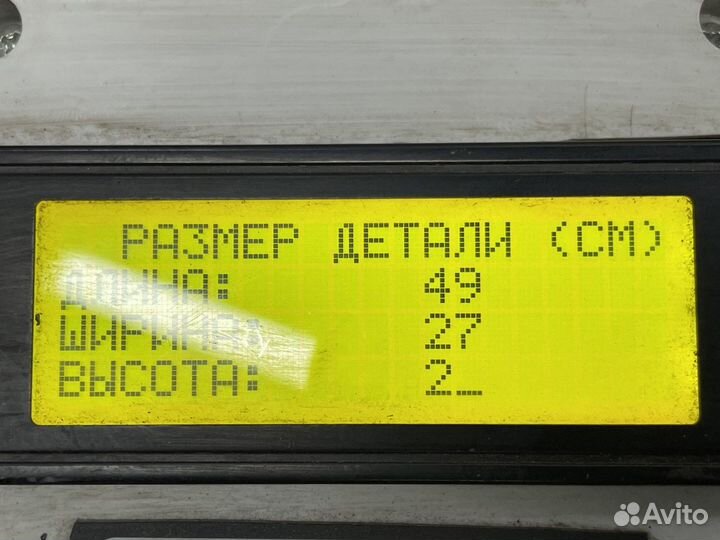 РАЗМЕР ДЕТАЛИ (СМ)
ДЛИНА: 49
ШИРИНА: 27
ВЫСОТА: 2_
Avito